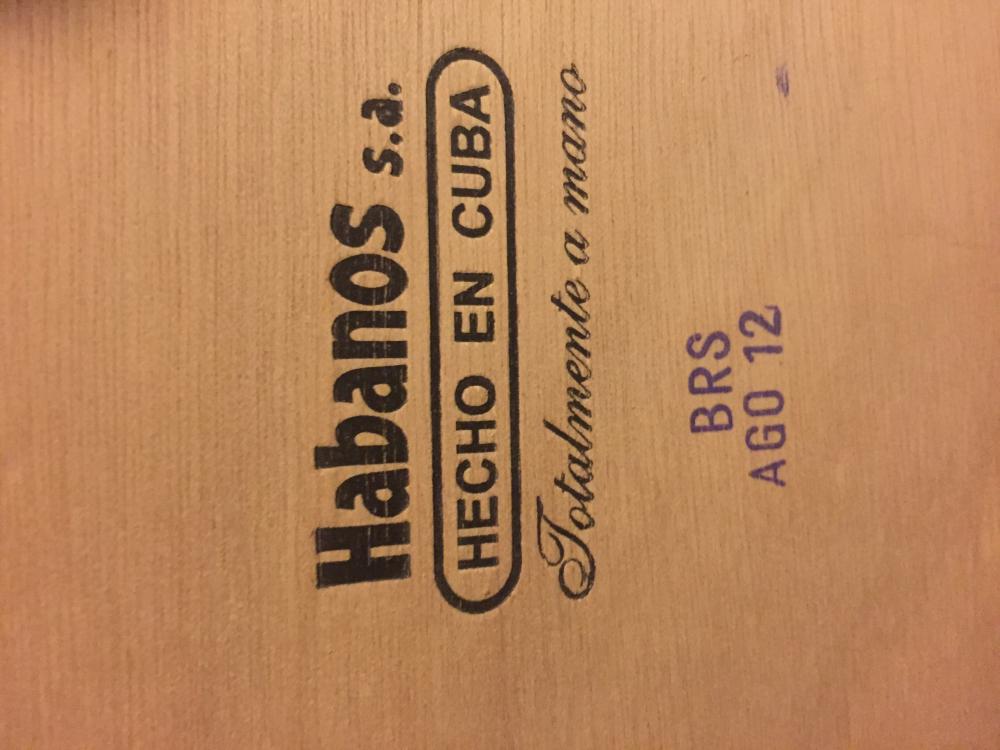 Habanos s.a.
HECHO EN CUBA
Totalmente a mano
BRS
AGO 12